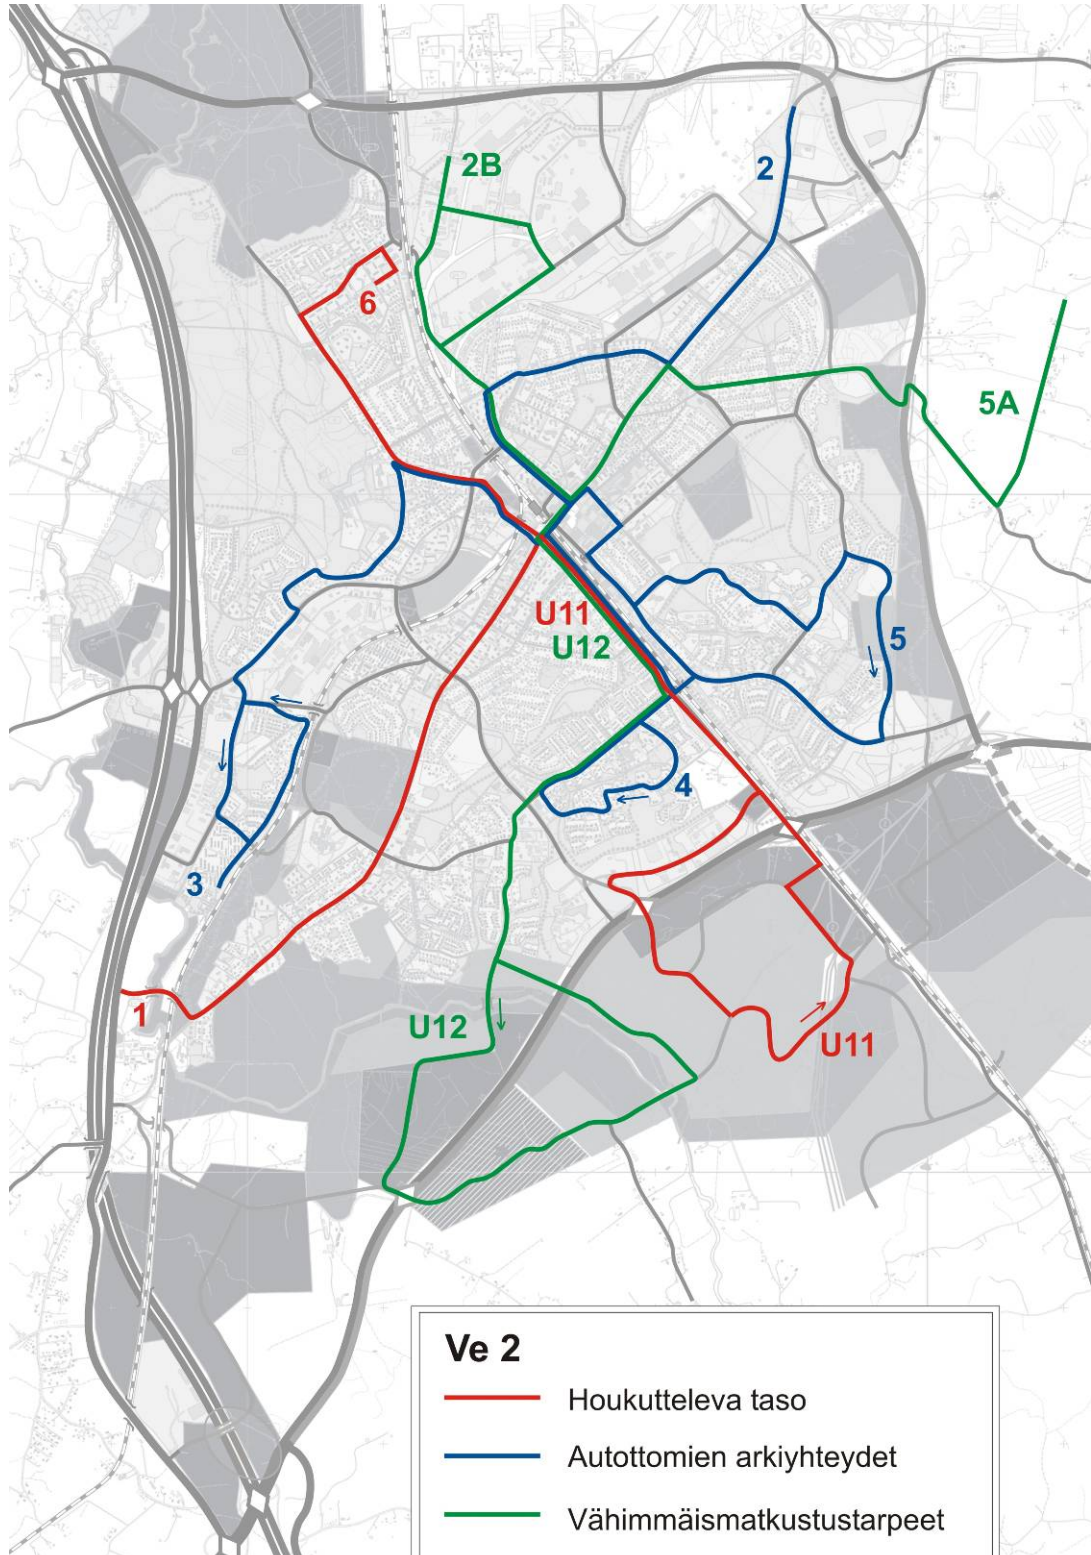 2B
2
6
5A
U11
U12
5
4
3
1
U12
U11
Ve 2
Houkutteleva taso
Autottomien arkiyhteydet
Vähimmäismatkustustarpeet